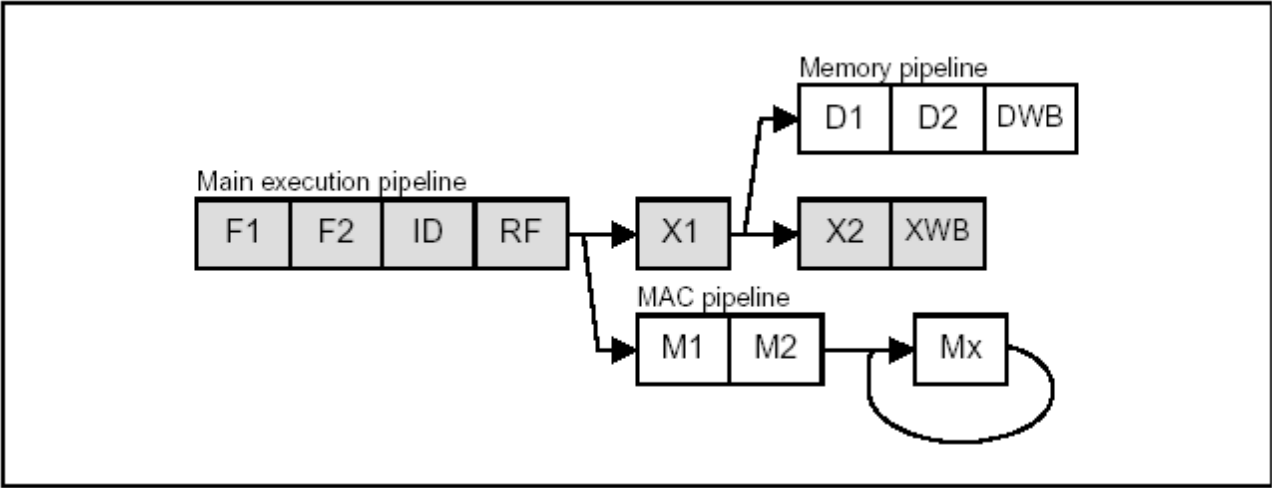 Memory pipeline
D1 D2 DWB
Main execution pipeline
F1 F2 ID RF X1 X2 XWB
MAC pipeline
M1 M2 Mx